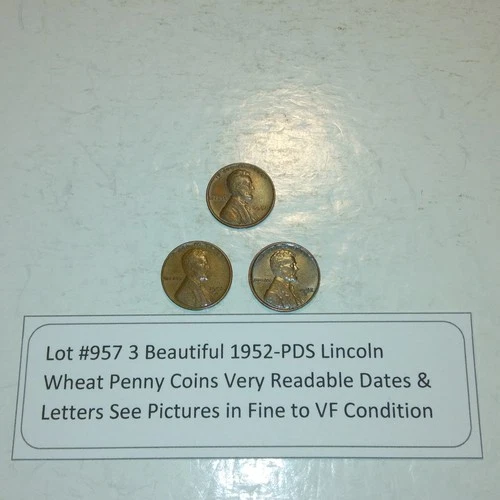 Lot #957 3 Beautiful 1952-PDS Lincoln
Wheat Penny Coins Very Readable Dates &
Letters See Pictures in Fine to VF Condition